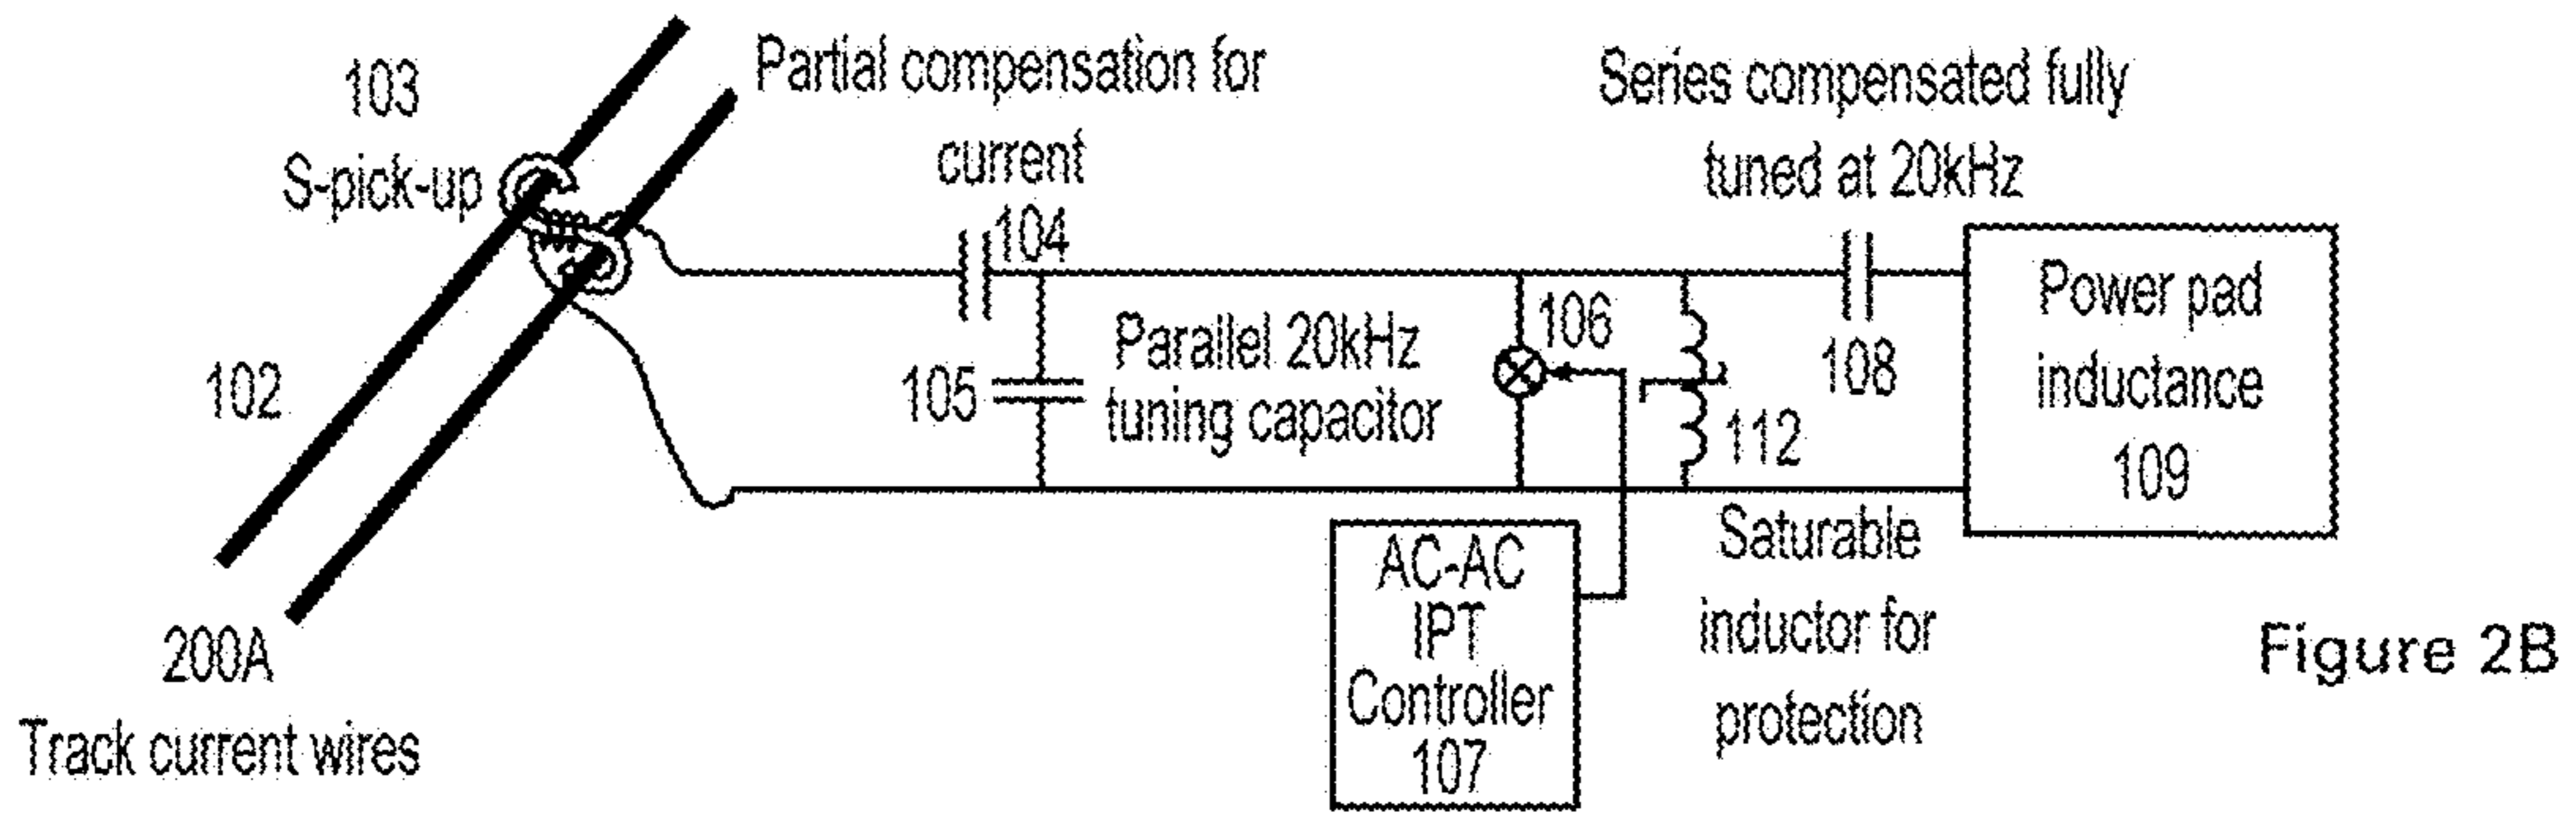 103
S-pick-up
102
200A
Track current wires
Partial compensation for
current
104
105
Parallel 20kHz
tuning capacitor
106
Series compensated fully
tuned at 20kHz
108
112
Saturable
inductor for
protection
AC-AC
IPT
Controller
107
Power pad
inductance
109
Figure 2B